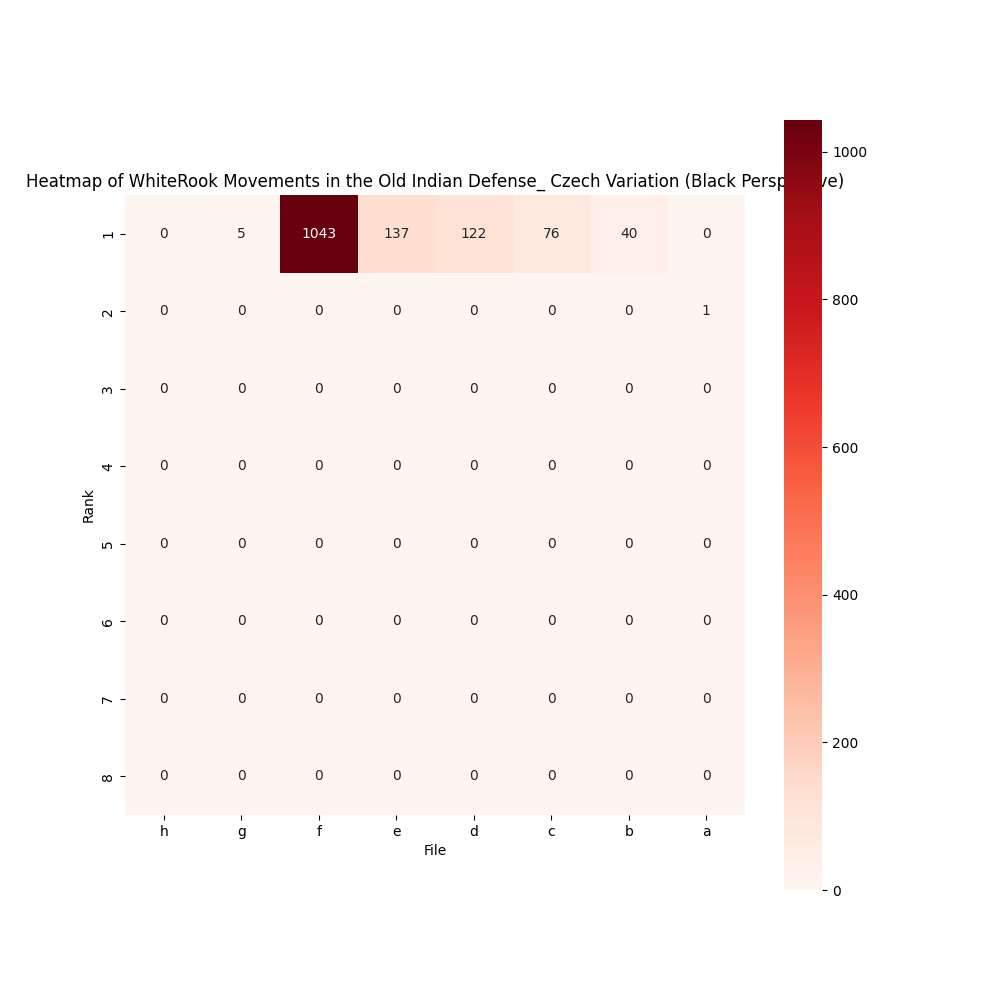 Heatmap of WhiteRook Movements in the Old Indian Defense_ Czech Variation (Black Perspective)
1 0 5 1043 137 122 76 40 0
2 0 0 0 0 0 0 0 1
3 0 0 0 0 0 0 0 0
4 0 0 0 0 0 0 0 0
5 0 0 0 0 0 0 0 0
6 0 0 0 0 0 0 0 0
7 0 0 0 0 0 0 0 0
8 0 0 0 0 0 0 0 0
h g f e d c b a
File
Rank
1000
800
600
400
200
0